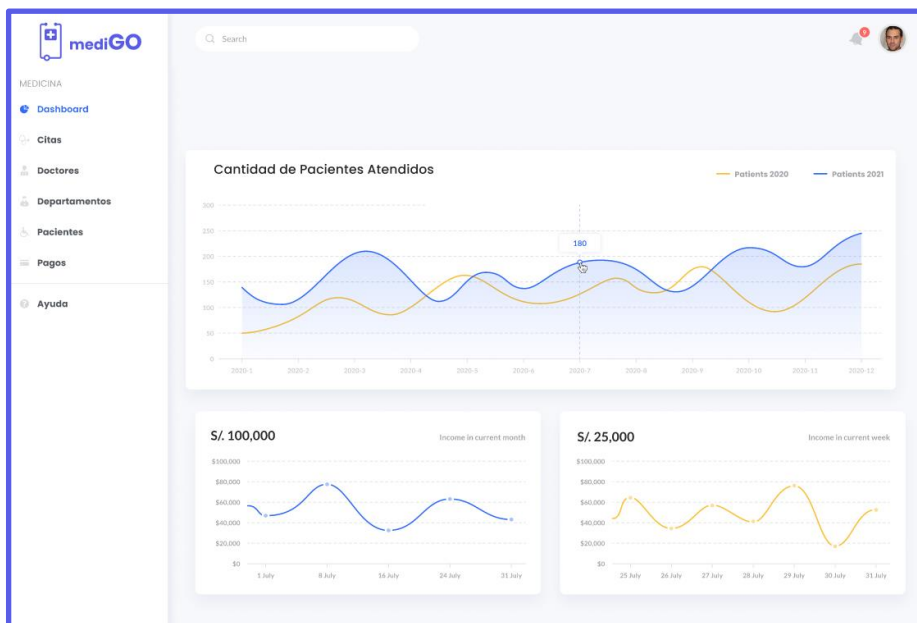 mediGO
Search
9
MEDICINA
Dashboard
Citas
Doctores
Departamentos
Pacientes
Pagos
Ayuda
Cantidad de Pacientes Atendidos
Patients 2020 Patients 2021
300
250
200
150
100
50
0
180
2020-1 2020-2 2020-3 2020-4 2020-5 2020-6 2020-7 2020-8 2020-9 2020-10 2020-11 2020-12
S/. 100,000 Income in current month
$100,000
$80,000
$60,000
$40,000
$20,000
$0
1 July 8 July 16 July 24 July 31 July
S/. 25,000 Income in current week
$100,000
$80,000
$60,000
$40,000
$20,000
$0
25 July 26 July 27 July 28 July 29 July 30 July 31 July